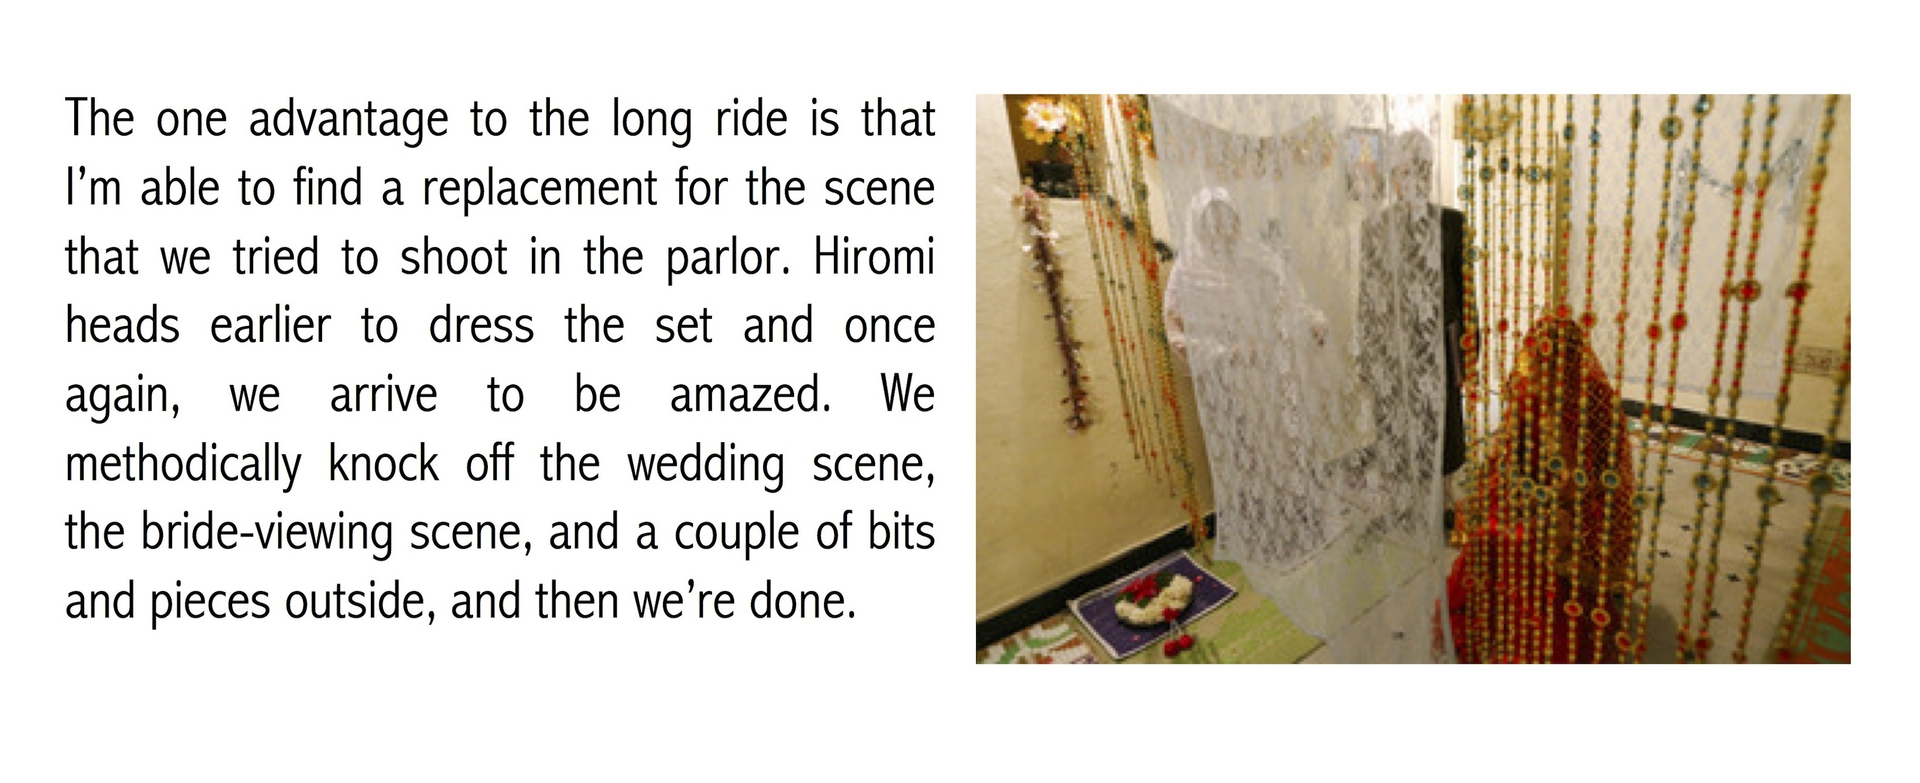 The one advantage to the long ride is that
I’m able to find a replacement for the scene
that we tried to shoot in the parlor. Hiromi
heads earlier to dress the set and once
again, we arrive to be amazed. We
methodically knock off the wedding scene,
the bride-viewing scene, and a couple of bits
and pieces outside, and then we’re done.